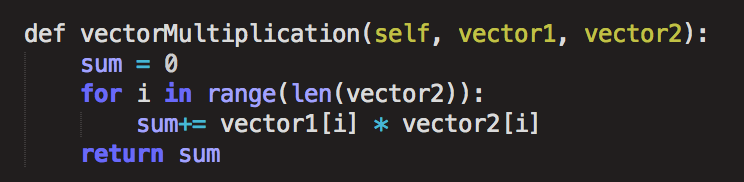 def vectorMultiplication(self, vector1, vector2):
    sum = 0
    for i in range(len(vector2)):
        sum+= vector1[i] * vector2[i]
    return sum